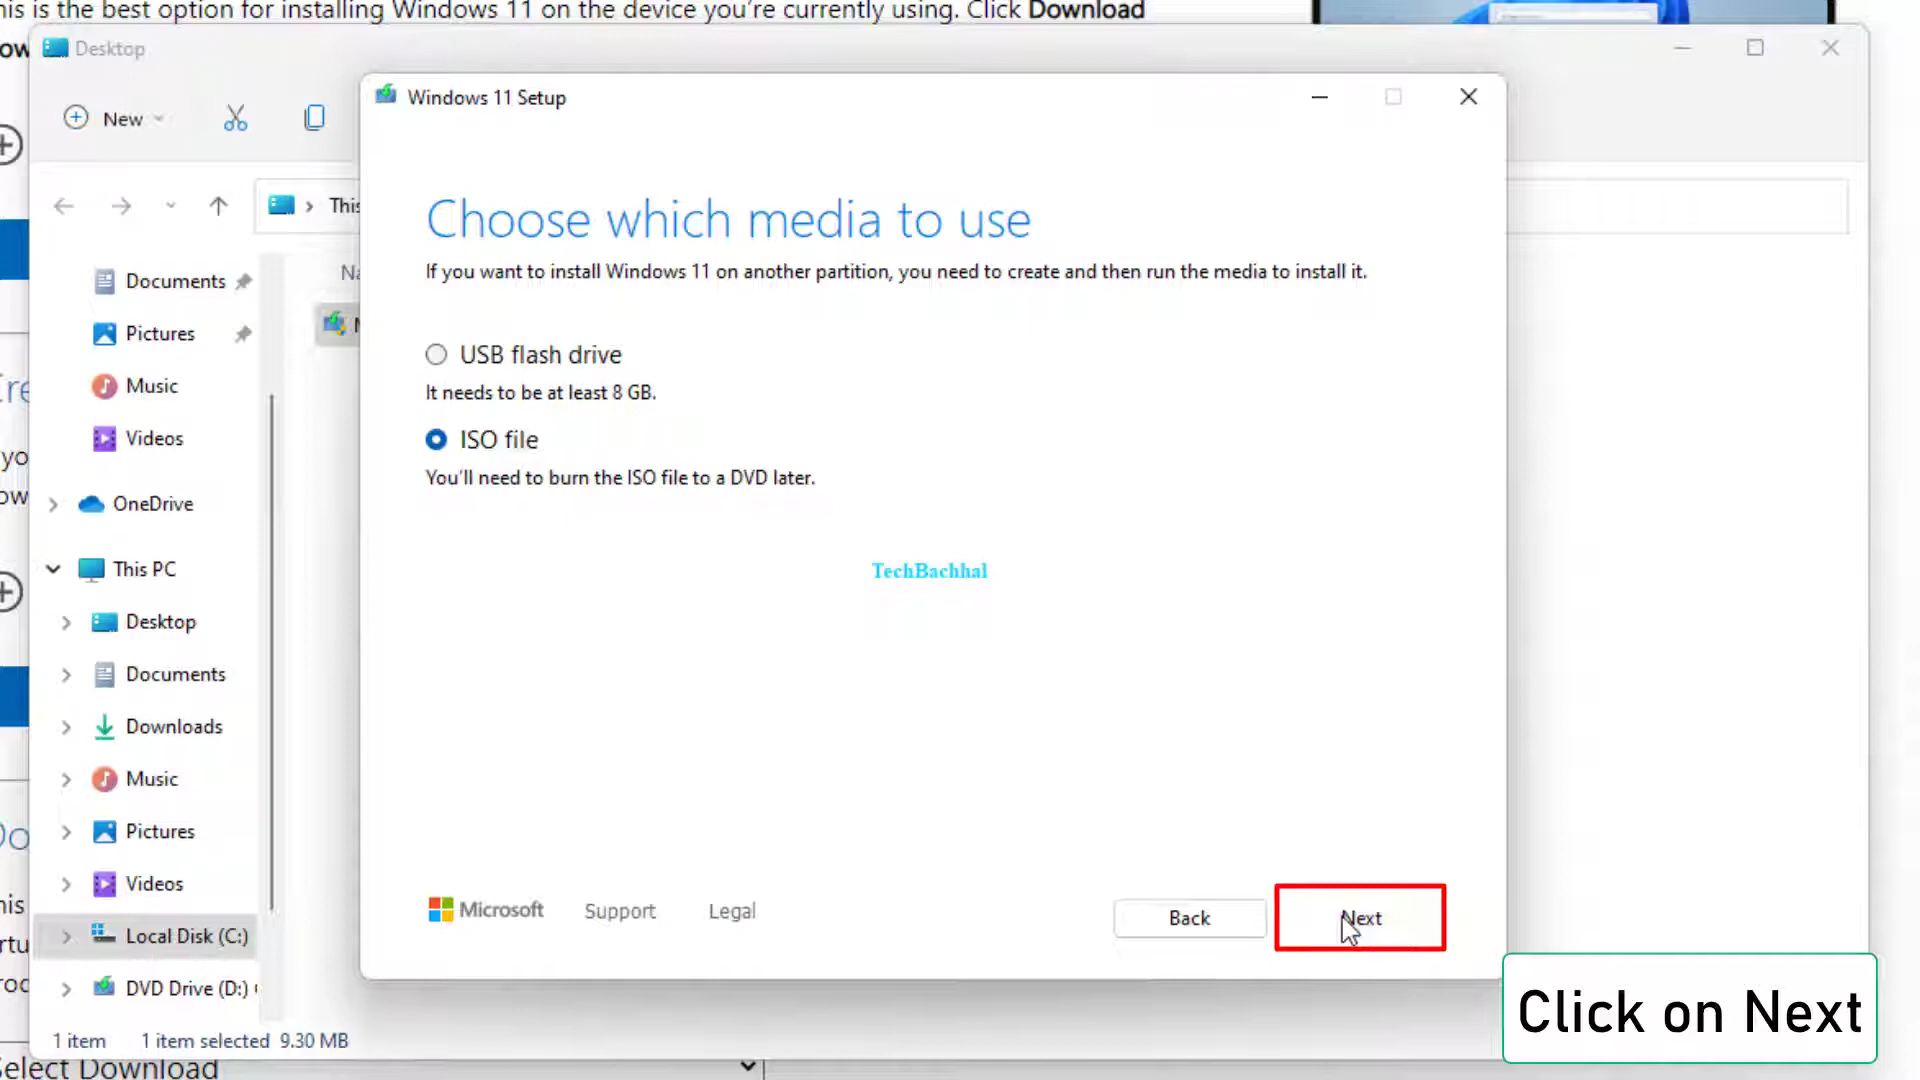 his is the best option for installing Windows 11 on the device you're currently using. Click Download
ow
Desktop
New
Windows 11 Setup
This
Choose which media to use
If you want to install Windows 11 on another partition, you need to create and then run the media to install it.
USB flash drive
It needs to be at least 8 GB.
ISO file
You'll need to burn the ISO file to a DVD later.
TechBachhal
Microsoft
Support
Legal
Back
Next
Documents
Pictures
Music
Videos
OneDrive
This PC
Desktop
Documents
Downloads
Music
Pictures
Videos
Local Disk (C:)
DVD Drive (D:)
1 item
1 item selected 9.30 MB
Select Download
Click on Next